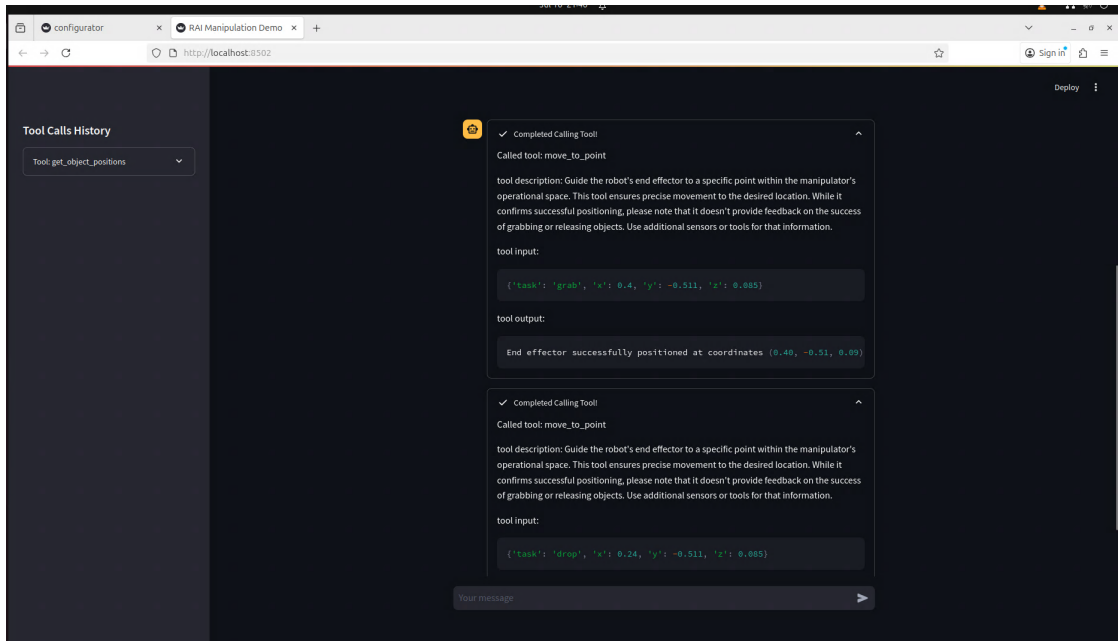 configurator
RAI Manipulation Demo
http://localhost:8502
Sign in
Deploy
Tool Calls History
Tool: get_object_positions
Completed Calling Tool!
Called tool: move_to_point
tool description: Guide the robot's end effector to a specific point within the manipulator's
operational space. This tool ensures precise movement to the desired location. While it
confirms successful positioning, please note that it doesn't provide feedback on the success
of grabbing or releasing objects. Use additional sensors or tools for that information.
tool input:
{'task': 'grab', 'x': 0.4, 'y': -0.511, 'z': 0.085}
tool output:
End effector successfully positioned at coordinates (0.40, -0.51, 0.09)
Completed Calling Tool!
Called tool: move_to_point
tool description: Guide the robot's end effector to a specific point within the manipulator's
operational space. This tool ensures precise movement to the desired location. While it
confirms successful positioning, please note that it doesn't provide feedback on the success
of grabbing or releasing objects. Use additional sensors or tools for that information.
tool input:
{'task': 'drop', 'x': 0.24, 'y': -0.511, 'z': 0.085}
Your message